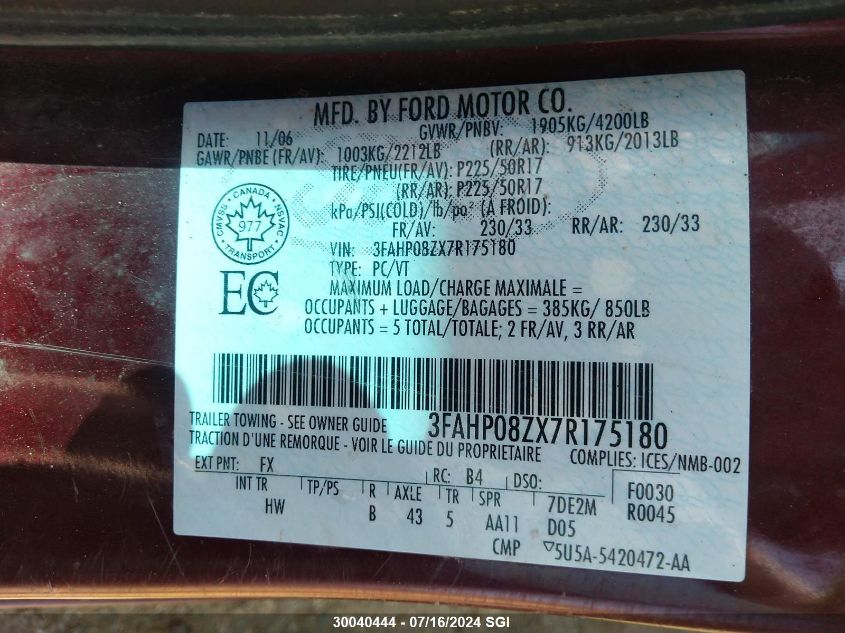 MFD. BY FORD MOTOR CO.
DATE: 11/06 GVWR/PNBV: 1905KG/4200LB
GAWR/PNBE (FR/AV): 1003KG/2212LB (RR/AR): 913KG/2013LB
TIRE/PNEU(FR/AV): P225/50R17
(RR/AR): P225/50R17
kPa/PSI(COLD)/lb/po² (A FROID):
FR/AV: 230/33 RR/AR: 230/33
VIN: 3FAHP08ZX7R175180
TYPE: PC/VT
CANADA
CMVSS NSVAC
977
TRANSPORT
EC
MAXIMUM LOAD/CHARGE MAXIMALE =
OCCUPANTS + LUGGAGE/BAGAGES = 385KG/ 850LB
OCCUPANTS = 5 TOTAL/TOTALE; 2 FR/AV, 3 RR/AR
TRAILER TOWING - SEE OWNER GUIDE 3FAHP08ZX7R175180
TRACTION D'UNE REMORQUE - VOIR LE GUIDE DU PROPRIETAIRE COMPLIES: ICES/NMB-002
EXT PNT: FX RC: B4 DSO: F0030
INT TR TP/PS R AXLE TR SPR 7DE2M R0045
HW B 43 5 AA11 D05
CMP ▽5U5A-5420472-AA
30040444 - 07/16/2024 SGI